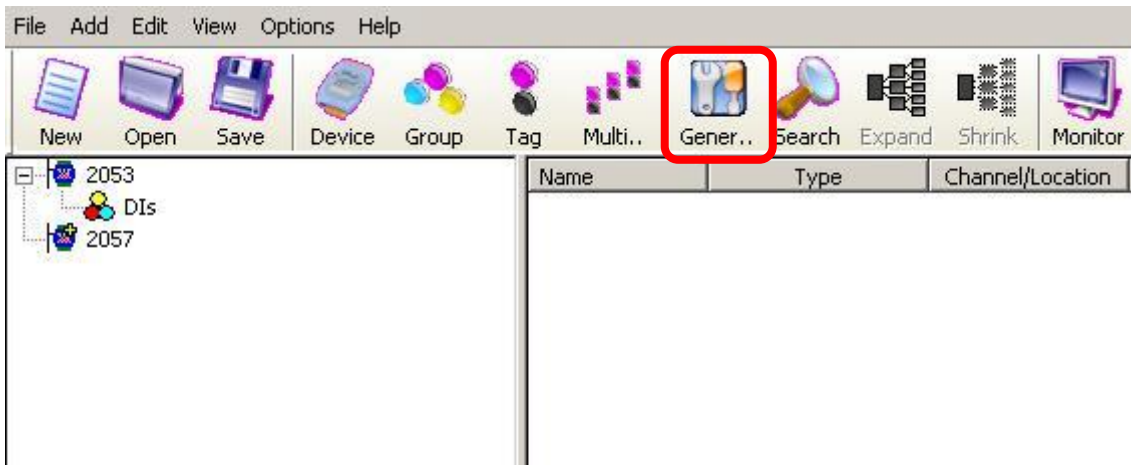 File Add Edit View Options Help
New Open Save Device Group Tag Multi.. Gener.. Search Expand Shrink Monitor
2053
DIs
2057
Name Type Channel/Location